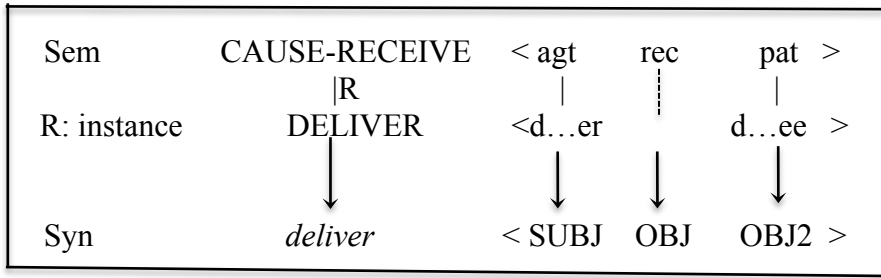 Sem CAUSE-RECEIVE < agt rec pat >
|R | |
R: instance DELIVER <d…er d…ee >
Syn deliver < SUBJ OBJ OBJ2 >